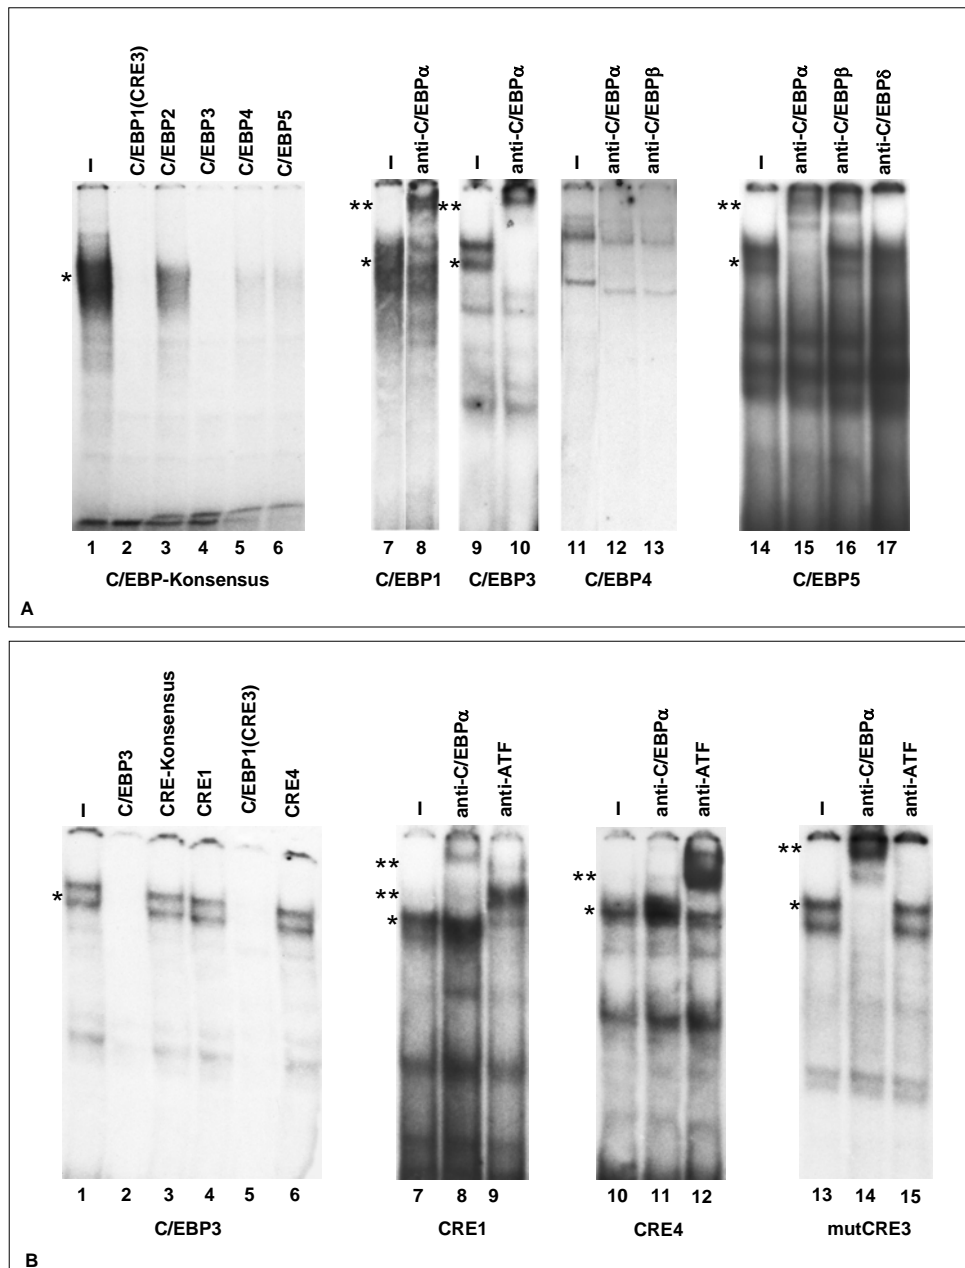 I
C/EBP1(CRE3)
C/EBP2
C/EBP3
C/EBP4
C/EBP5
I
anti-C/EBPα
I
anti-C/EBPα
I
anti-C/EBPα
anti-C/EBPβ
I
anti-C/EBPα
anti-C/EBPβ
anti-C/EBPδ
** ** **
* * * *
1 2 3 4 5 6 7 8 9 10 11 12 13 14 15 16 17
C/EBP-Konsensus C/EBP1 C/EBP3 C/EBP4 C/EBP5
A
I
C/EBP3
CRE-Konsensus
CRE1
C/EBP1(CRE3)
CRE4
I
anti-C/EBPα
anti-ATF
I
anti-C/EBPα
anti-ATF
I
anti-C/EBPα
anti-ATF
** **
** **
* * * *
1 2 3 4 5 6 7 8 9 10 11 12 13 14 15
C/EBP3 CRE1 CRE4 mutCRE3
B